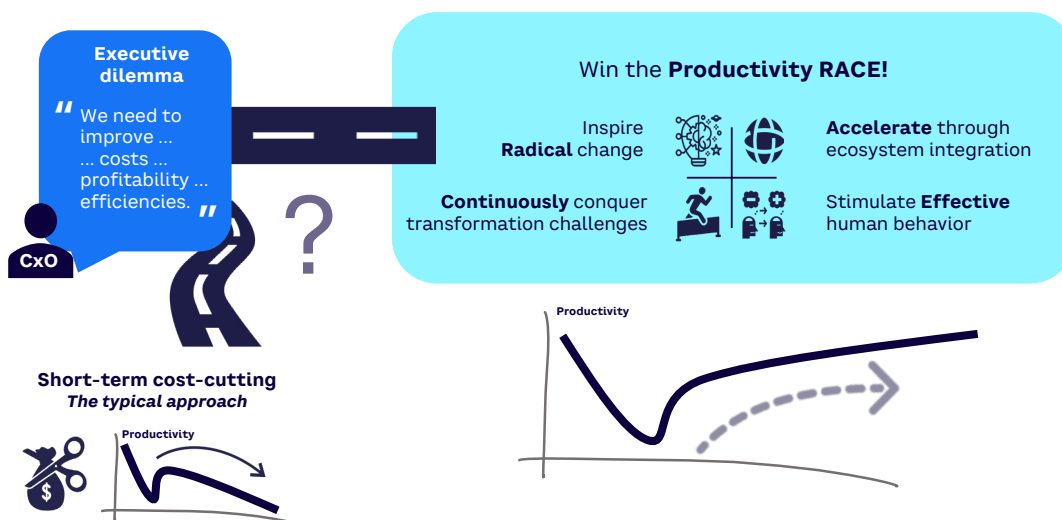 Executive
dilemma
“ We need to
improve ...
... costs ...
profitability ...
efficiencies. ”
CxO
?
Win the Productivity RACE!
Inspire
Radical change
Accelerate through
ecosystem integration
Continuously conquer
transformation challenges
Stimulate Effective
human behavior
Productivity
Short-term cost-cutting
The typical approach
Productivity
$